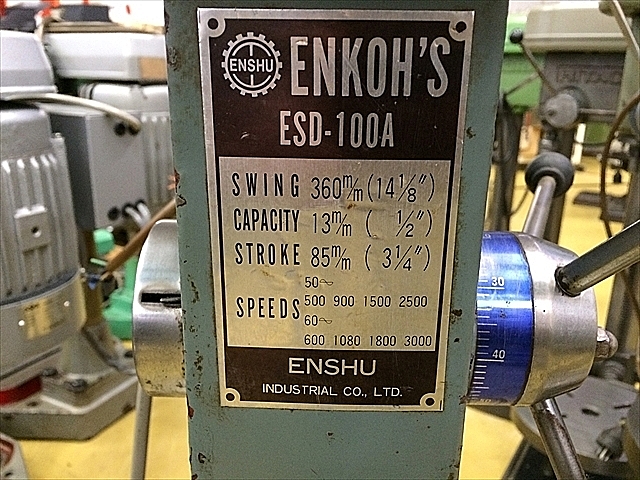 ENSHU
ENKOH'S
ESD-100A
SWING 360m/m (14 1/8")
CAPACITY 13m/m ( 1/2")
STROKE 85m/m ( 3 1/4")
50~
SPEEDS 500 900 1500 2500
60~
600 1080 1800 3000
ENSHU
INDUSTRIAL CO., LTD.
30
40